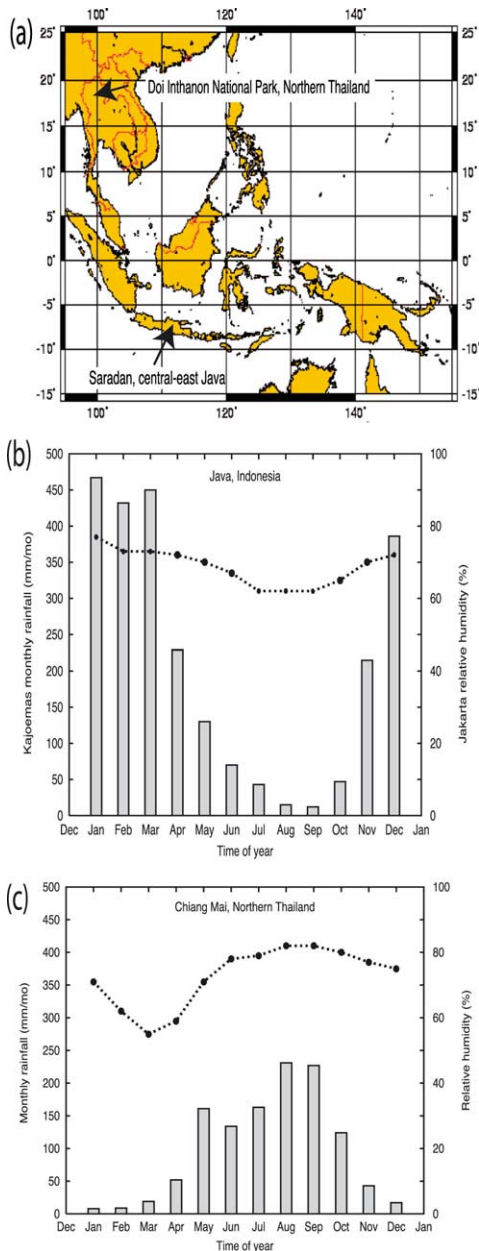 (a)
100° 120° 140°
25° 25°
20° 20°
Doi Inthanon National Park, Northern Thailand
15° 15°
10° 10°
5° 5°
0° 0°
-5° -5°
-10° -10°
Saradan, central-east Java
-15° -15°
100° 120° 140°
(b)
Java, Indonesia
Kajoemas monthly rainfall (mm/mo)
500
450
400
350
300
250
200
150
100
50
0
Jakarta relative humidity (%)
100
80
60
40
20
0
Dec Jan Feb Mar Apr May Jun Jul Aug Sep Oct Nov Dec Jan
Time of year
(c)
Chiang Mai, Northern Thailand
Monthly rainfall (mm/mo)
500
450
400
350
300
250
200
150
100
50
0
Relative humidity (%)
100
80
60
40
20
0
Dec Jan Feb Mar Apr May Jun Jul Aug Sep Oct Nov Dec Jan
Time of year